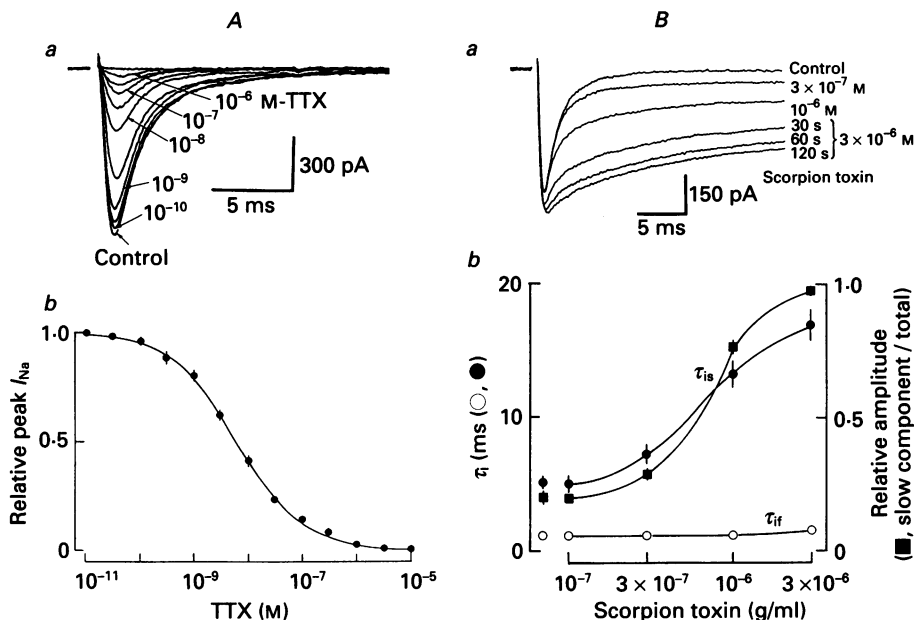 A
a
10⁻⁶ M-TTX
10⁻⁷
10⁻⁸
10⁻⁹
10⁻¹⁰
Control
300 pA
5 ms
b
Relative peak I_Na
1.0
0·5
0
10⁻¹¹
10⁻⁹
10⁻⁷
10⁻⁵
TTX (M)
B
a
Control
3 × 10⁻⁷ M
10⁻⁶ M
30 s
60 s
120 s
3 × 10⁻⁶ M
Scorpion toxin
150 pA
5 ms
b
τ_i (ms (○, ●)
20
10
0
τ_is
τ_if
1·0
0·5
0
Relative amplitude
(■, slow component / total)
10⁻⁷
3 × 10⁻⁷
10⁻⁶
3 × 10⁻⁶
Scorpion toxin (g/ml)